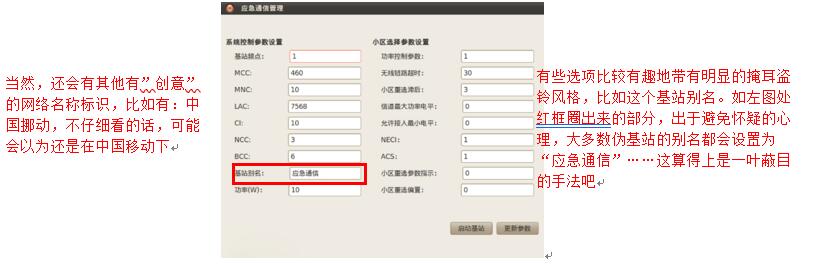 当然，还会有其他有”创意”
的网络名称标识，比如有：中
国挪动，不仔细看的话，可能
会以为还是在中国移动下
应急通信管理
系统控制参数设置
基站频点： 1
MCC: 460
MNC: 10
LAC: 7568
CI: 10
NCC: 3
BCC: 6
基站别名： 应急通信
功率(W): 10
小区选择参数设置
功率控制参数： 1
无线链路超时： 30
小区重选滞后： 3
信道最大功率电平： 0
允许接入最小电平： 0
NECI: 1
ACS: 1
小区重选参数指示： 0
小区重选偏置： 0
启动基站 更新参数
有些选项比较有趣地带有明显的掩耳盗
铃风格，比如这个基站别名。如左图处
红框圈出来的部分，出于避免怀疑的心
理，大多数伪基站的别名都会设置为
“应急通信”……这算得上是一叶蔽目
的手法吧